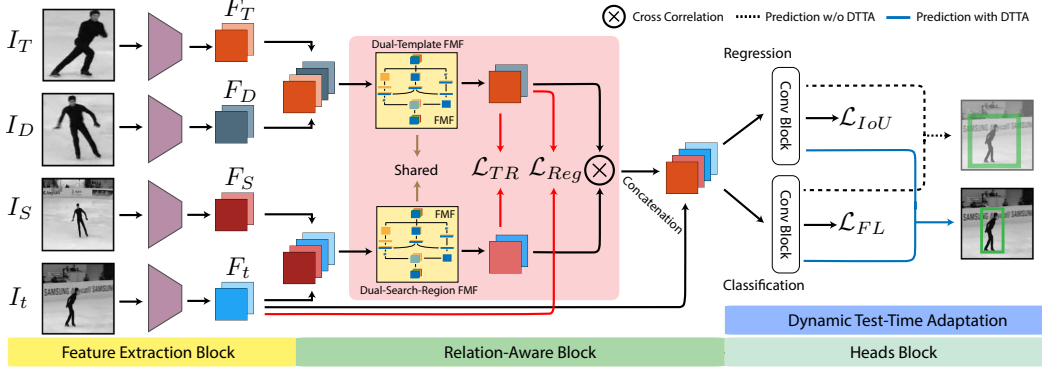 Cross Correlation
Prediction w/o DTTA
Prediction with DTTA
I_T
F_T
Dual-Template FMF
FMF
Regression
Conv Block
L_IoU
I_D
F_D
Shared
L_TR
L_Reg
Concatenation
I_S
F_S
FMF
Conv Block
L_FL
Dual-Search-Region FMF
Classification
I_t
F_t
SAMSUNG
SAMSUNG
Dynamic Test-Time Adaptation
Feature Extraction Block
Relation-Aware Block
Heads Block